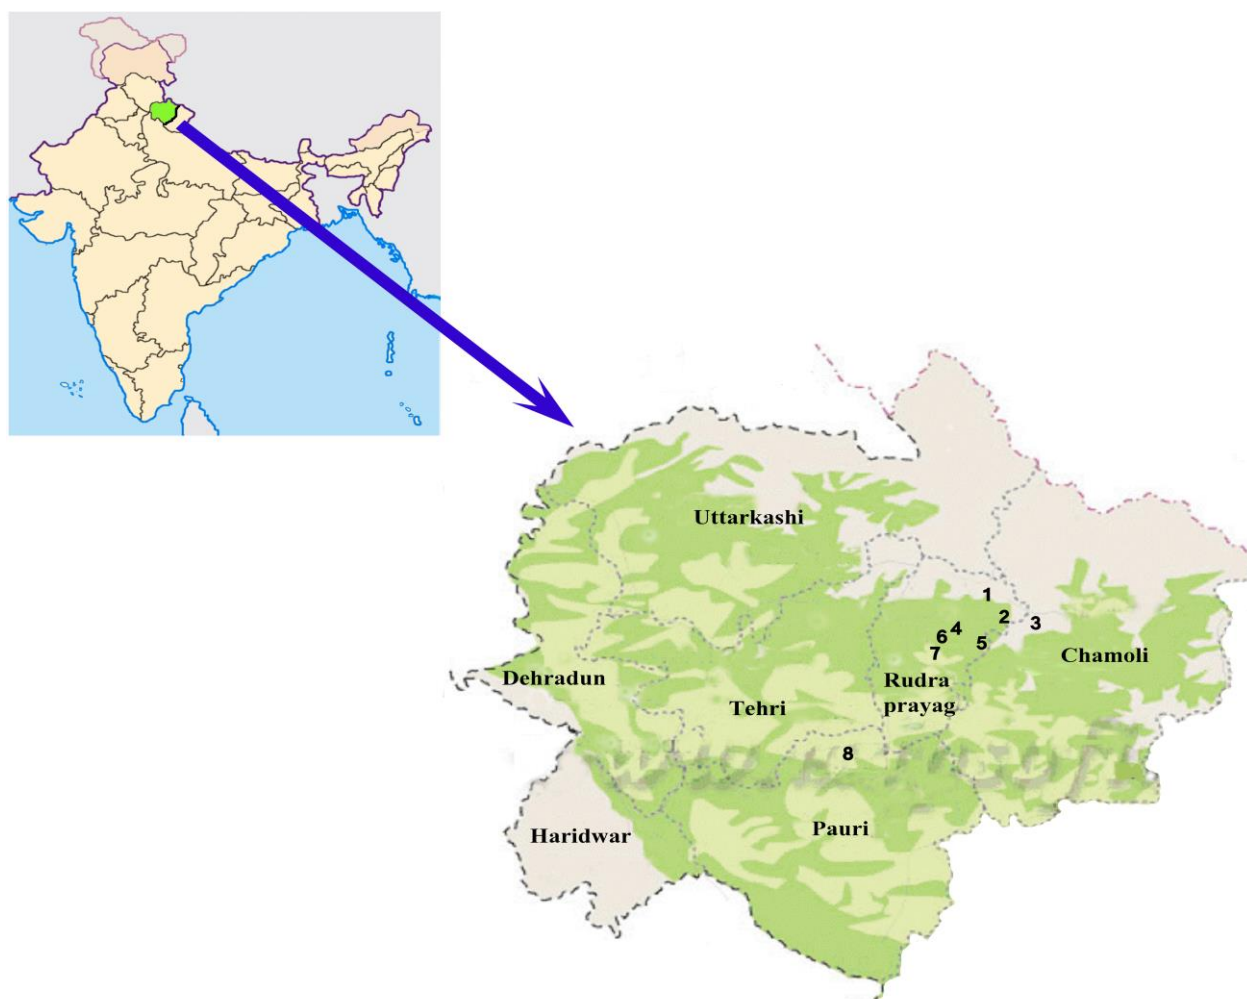 Uttarkashi
1
2
3
4
6
5
7
Chamoli
Dehradun
Rudra
prayag
Tehri
8
Pauri
Haridwar